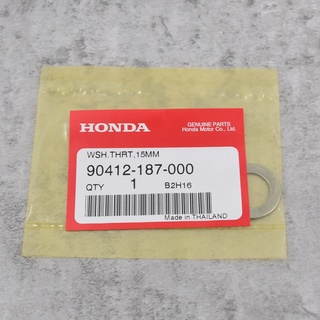 HONDA
GENUINE PARTS
Honda Motor Co., Ltd.
WSH.THRT,15MM
90412-187-000
QTY 1 B2H16
Made in THAILAND